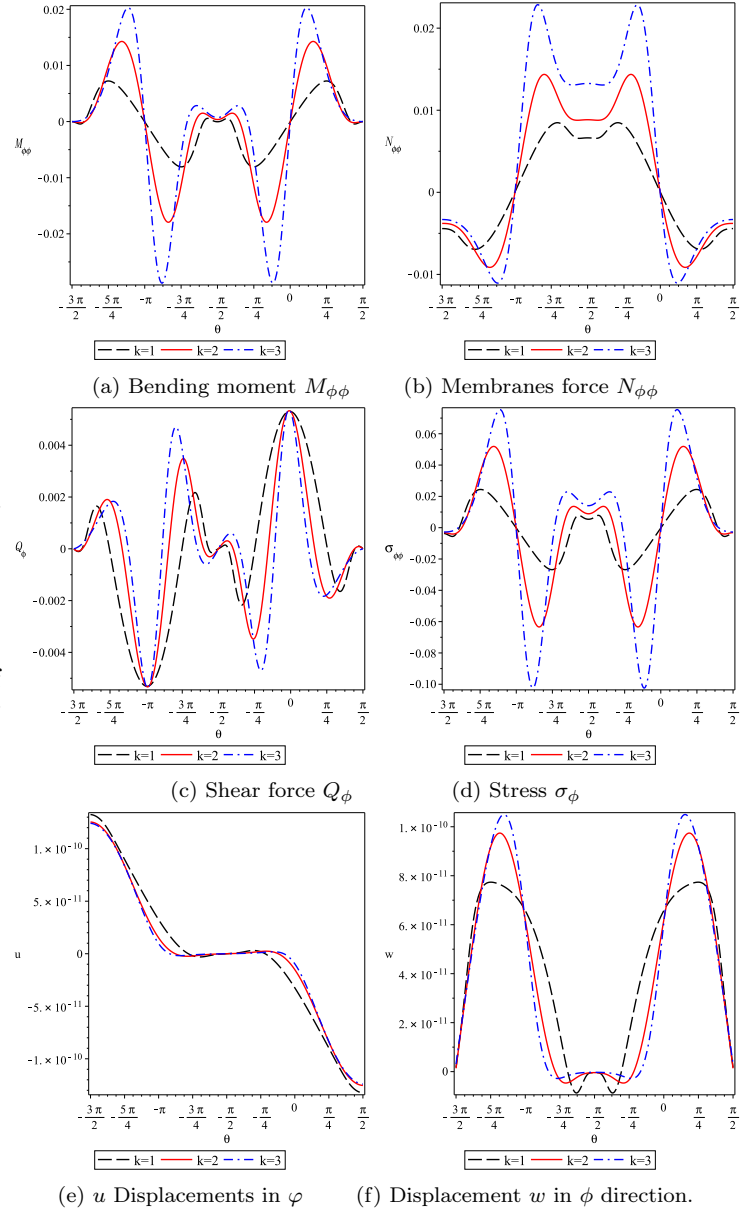 0.02
0.01
0
-0.01
-0.02
M_ϕϕ
-3π/2 -5π/4 -π -3π/4 -π/2 -π/4 0 π/4 π/2
θ
k=1 k=2 k=3
(a) Bending moment M_ϕϕ
0.02
0.01
0
-0.01
N_ϕϕ
-3π/2 -5π/4 -π -3π/4 -π/2 -π/4 0 π/4 π/2
θ
k=1 k=2 k=3
(b) Membranes force N_ϕϕ
0.004
0.002
0
-0.002
-0.004
Q_ϕ
-3π/2 -5π/4 -π -3π/4 -π/2 -π/4 0 π/4 π/2
θ
k=1 k=2 k=3
(c) Shear force Q_ϕ
0.06
0.04
0.02
0
-0.02
-0.04
-0.06
-0.08
-0.10
σ_ϕϕ
-3π/2 -5π/4 -π -3π/4 -π/2 -π/4 0 π/4 π/2
θ
k=1 k=2 k=3
(d) Stress σ_ϕ
1. × 10^-10
5. × 10^-11
0
-5. × 10^-11
-1. × 10^-10
u
-3π/2 -5π/4 -π -3π/4 -π/2 -π/4 0 π/4 π/2
θ
k=1 k=2 k=3
(e) u Displacements in φ
1. × 10^-10
8. × 10^-11
6. × 10^-11
4. × 10^-11
2. × 10^-11
0
w
-3π/2 -5π/4 -π -3π/4 -π/2 -π/4 0 π/4 π/2
θ
k=1 k=2 k=3
(f) Displacement w in ϕ direction.